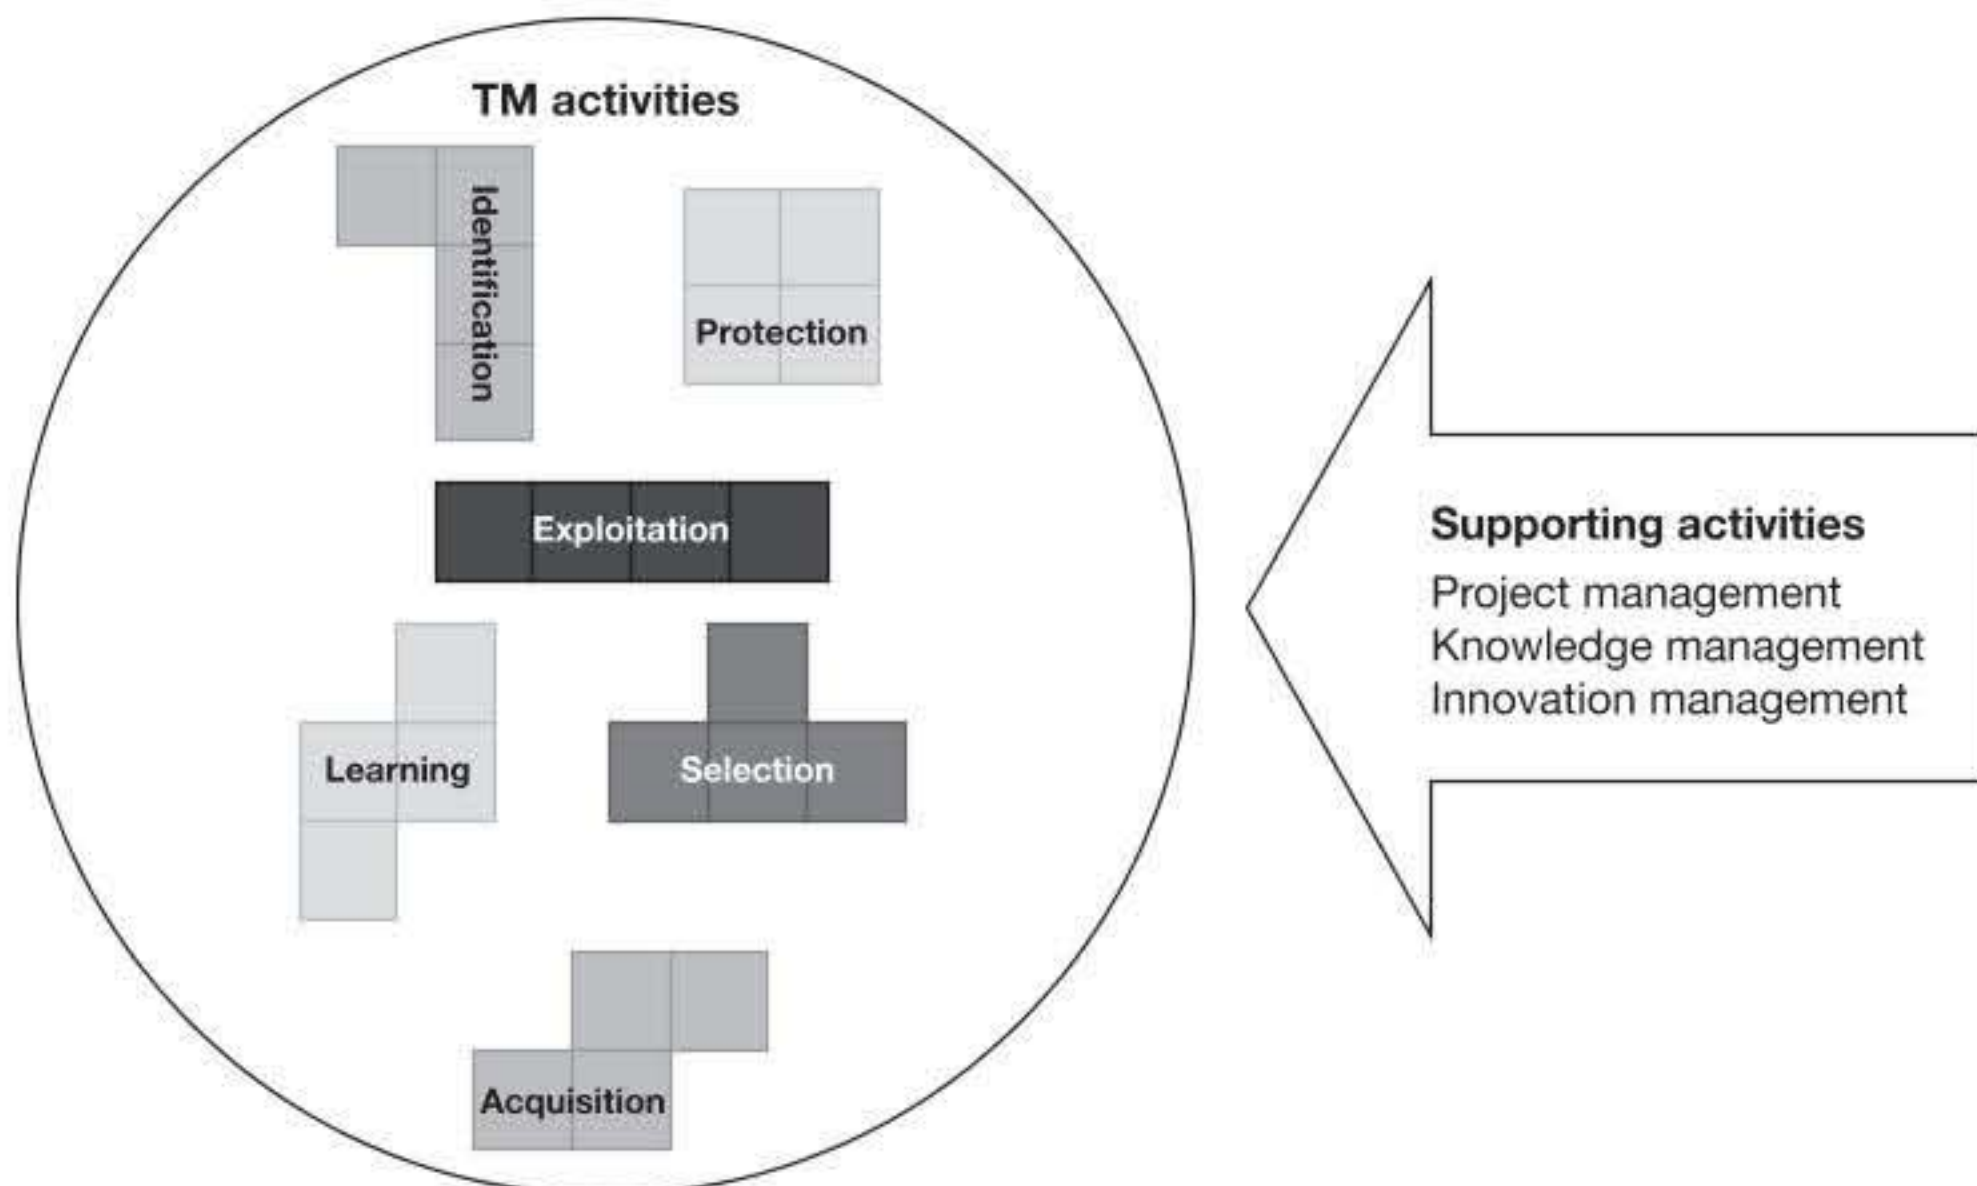 TM activities
Identification
Protection
Exploitation
Learning
Selection
Acquisition
Supporting activities
Project management
Knowledge management
Innovation management